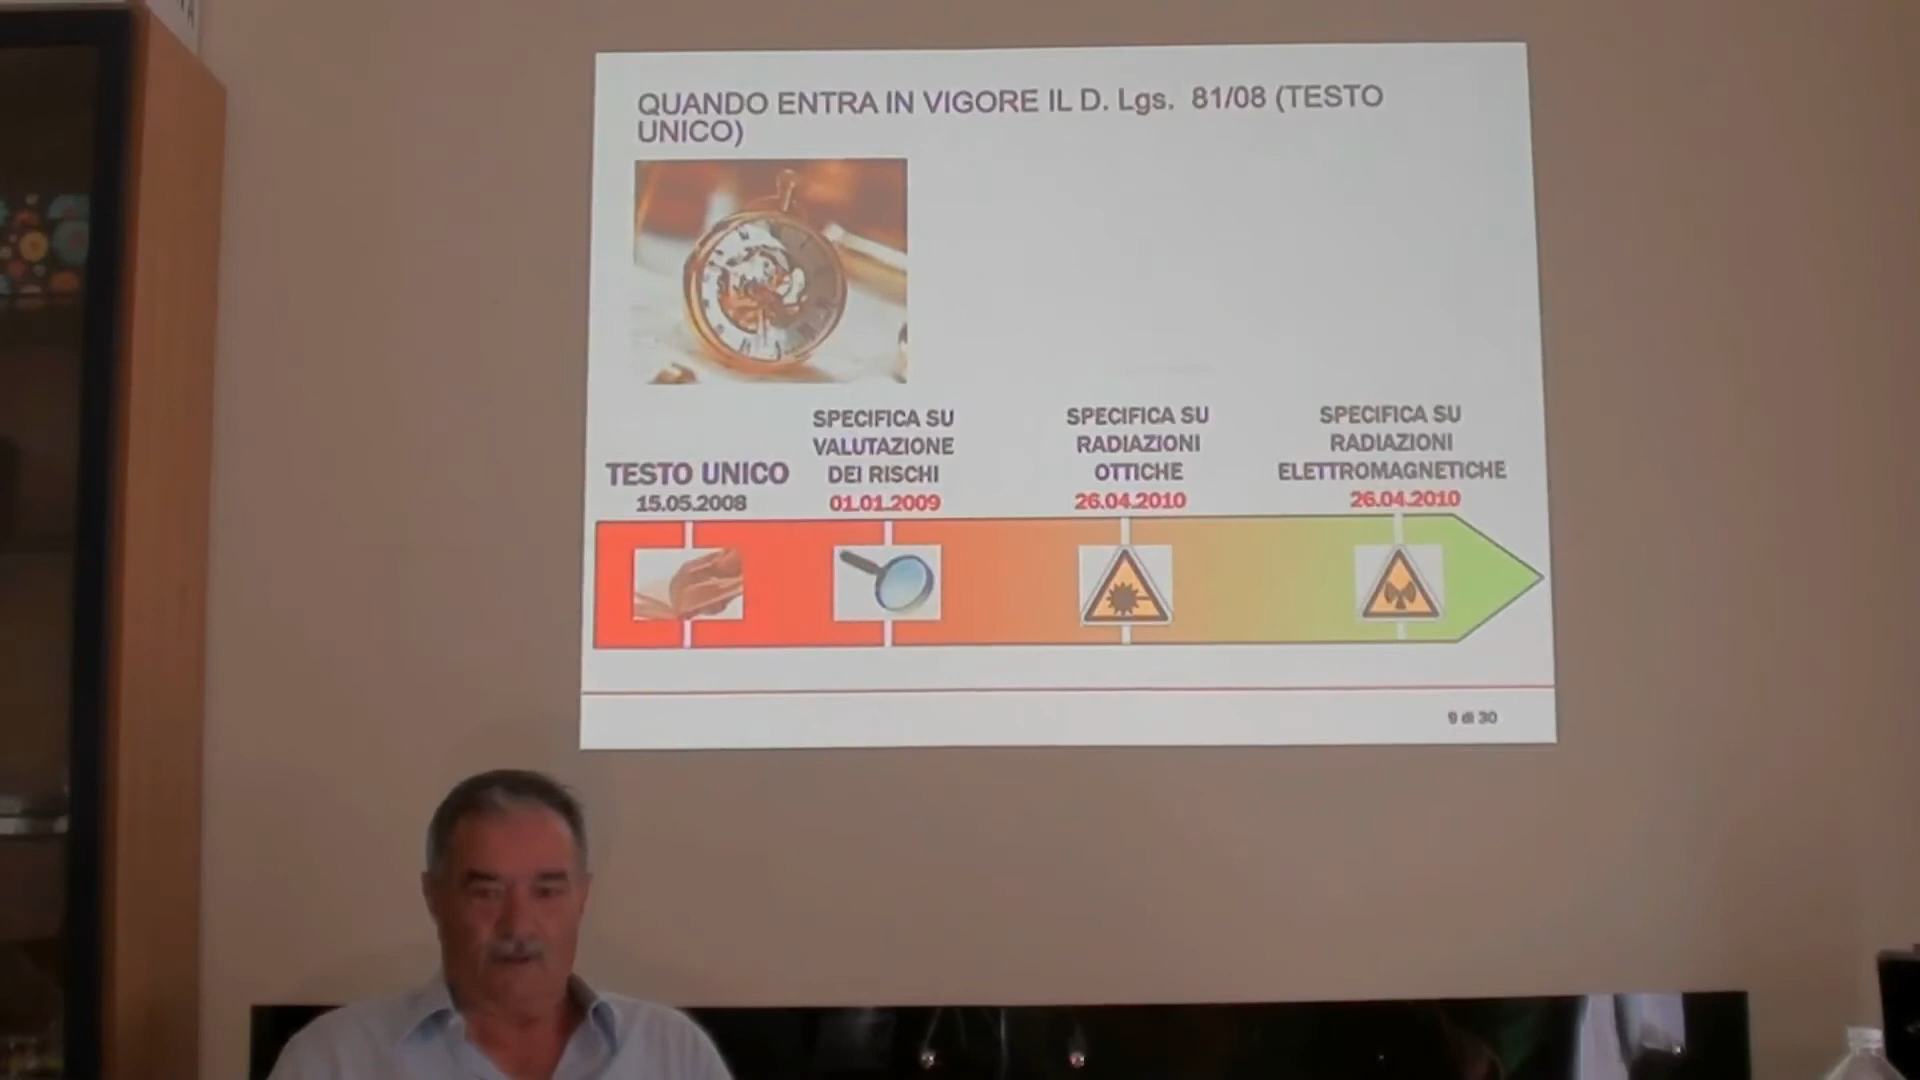 QUANDO ENTRA IN VIGORE IL D. Lgs. 81/08 (TESTO
UNICO)
TESTO UNICO
15.05.2008
SPECIFICA SU
VALUTAZIONE
DEI RISCHI
01.01.2009
SPECIFICA SU
RADIAZIONI
OTTICHE
26.04.2010
SPECIFICA SU
RADIAZIONI
ELETTROMAGNETICHE
26.04.2010
9 di 30